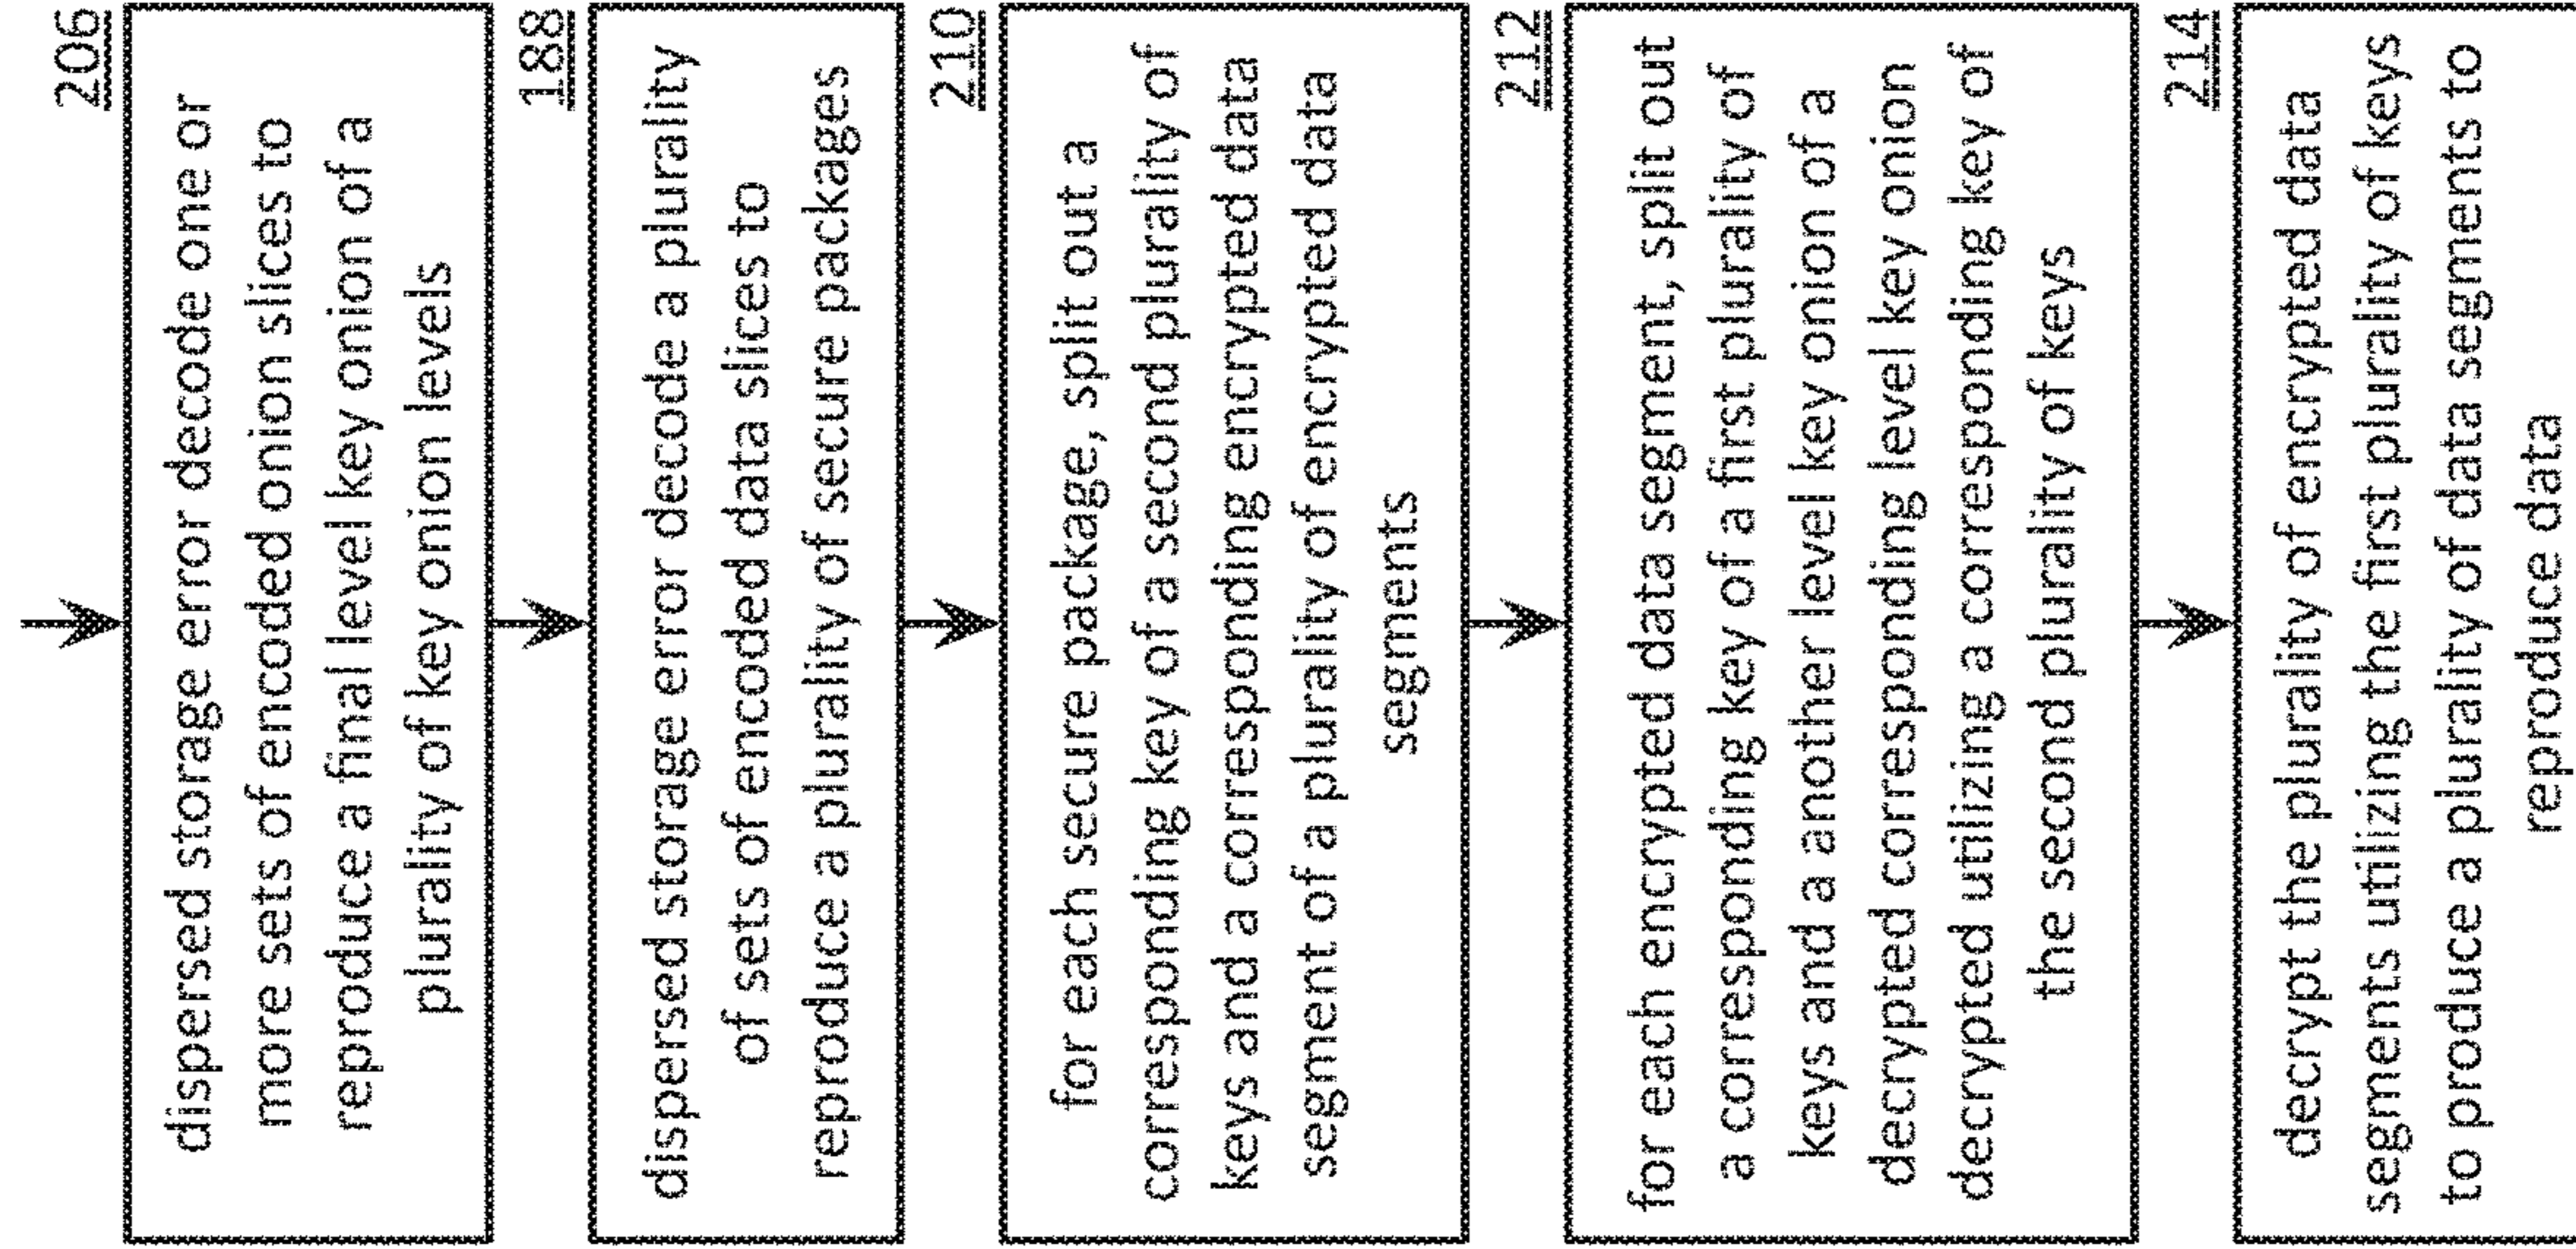 206
dispersed storage error decode one or
more sets of encoded onion slices to
reproduce a final level key onion of a
plurality of key onion levels
188
dispersed storage error decode a plurality
of sets of encoded data slices to
reproduce a plurality of secure packages
210
for each secure package, split out a
corresponding key of a second plurality of
keys and a corresponding encrypted data
segment of a plurality of encrypted data
segments
212
for each encrypted data segment, split out
a corresponding key of a first plurality of
keys and a another level key onion of a
decrypted corresponding level key onion
decrypted utilizing a corresponding key of
the second plurality of keys
214
decrypt the plurality of encrypted data
segments utilizing the first plurality of keys
to produce a plurality of data segments to
reproduce data